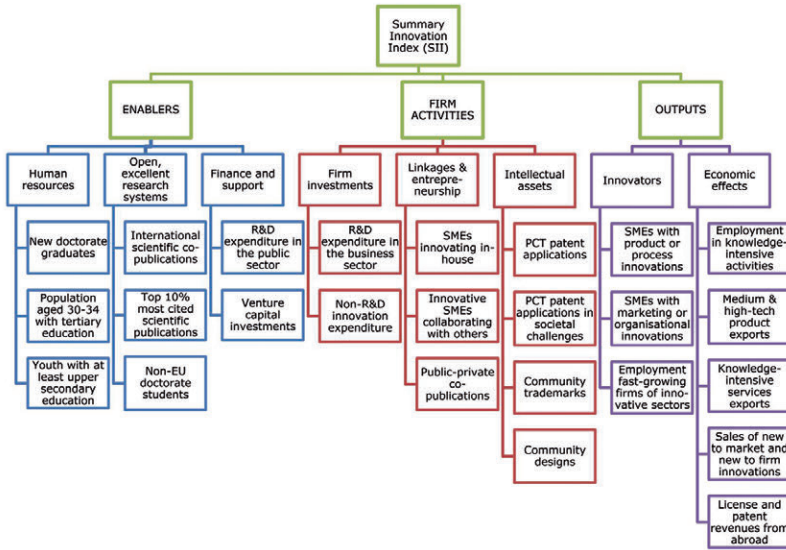 Summary
Innovation
Index (SII)
ENABLERS
FIRM
ACTIVITIES
OUTPUTS
Human
resources
Open,
excellent
research
systems
Finance and
support
Firm
investments
Linkages &
entrepre-
neurship
Intellectual
assets
Innovators
Economic
effects
New doctorate
graduates
Population
aged 30-34
with tertiary
education
Youth with at
least upper
secondary
education
International
scientific co-
publications
Top 10%
most cited
scientific
publications
Non-EU
doctorate
students
R&D
expenditure in
the public
sector
Venture
capital
investments
R&D
expenditure in
the business
sector
Non-R&D
innovation
expenditure
SMEs
innovating in-
house
Innovative
SMEs
collaborating
with others
Public-private
co-
publications
PCT patent
applications
PCT patent
applications in
societal
challenges
Community
trademarks
Community
designs
SMEs with
product or
process
innovations
SMEs with
marketing or
organisational
innovations
Employment
fast-growing
firms of inno-
vative sectors
Employment
in knowledge-
intensive
activities
Medium &
high-tech
product
exports
Knowledge-
intensive
services
exports
Sales of new
to market and
new to firm
innovations
License and
patent
revenues from
abroad